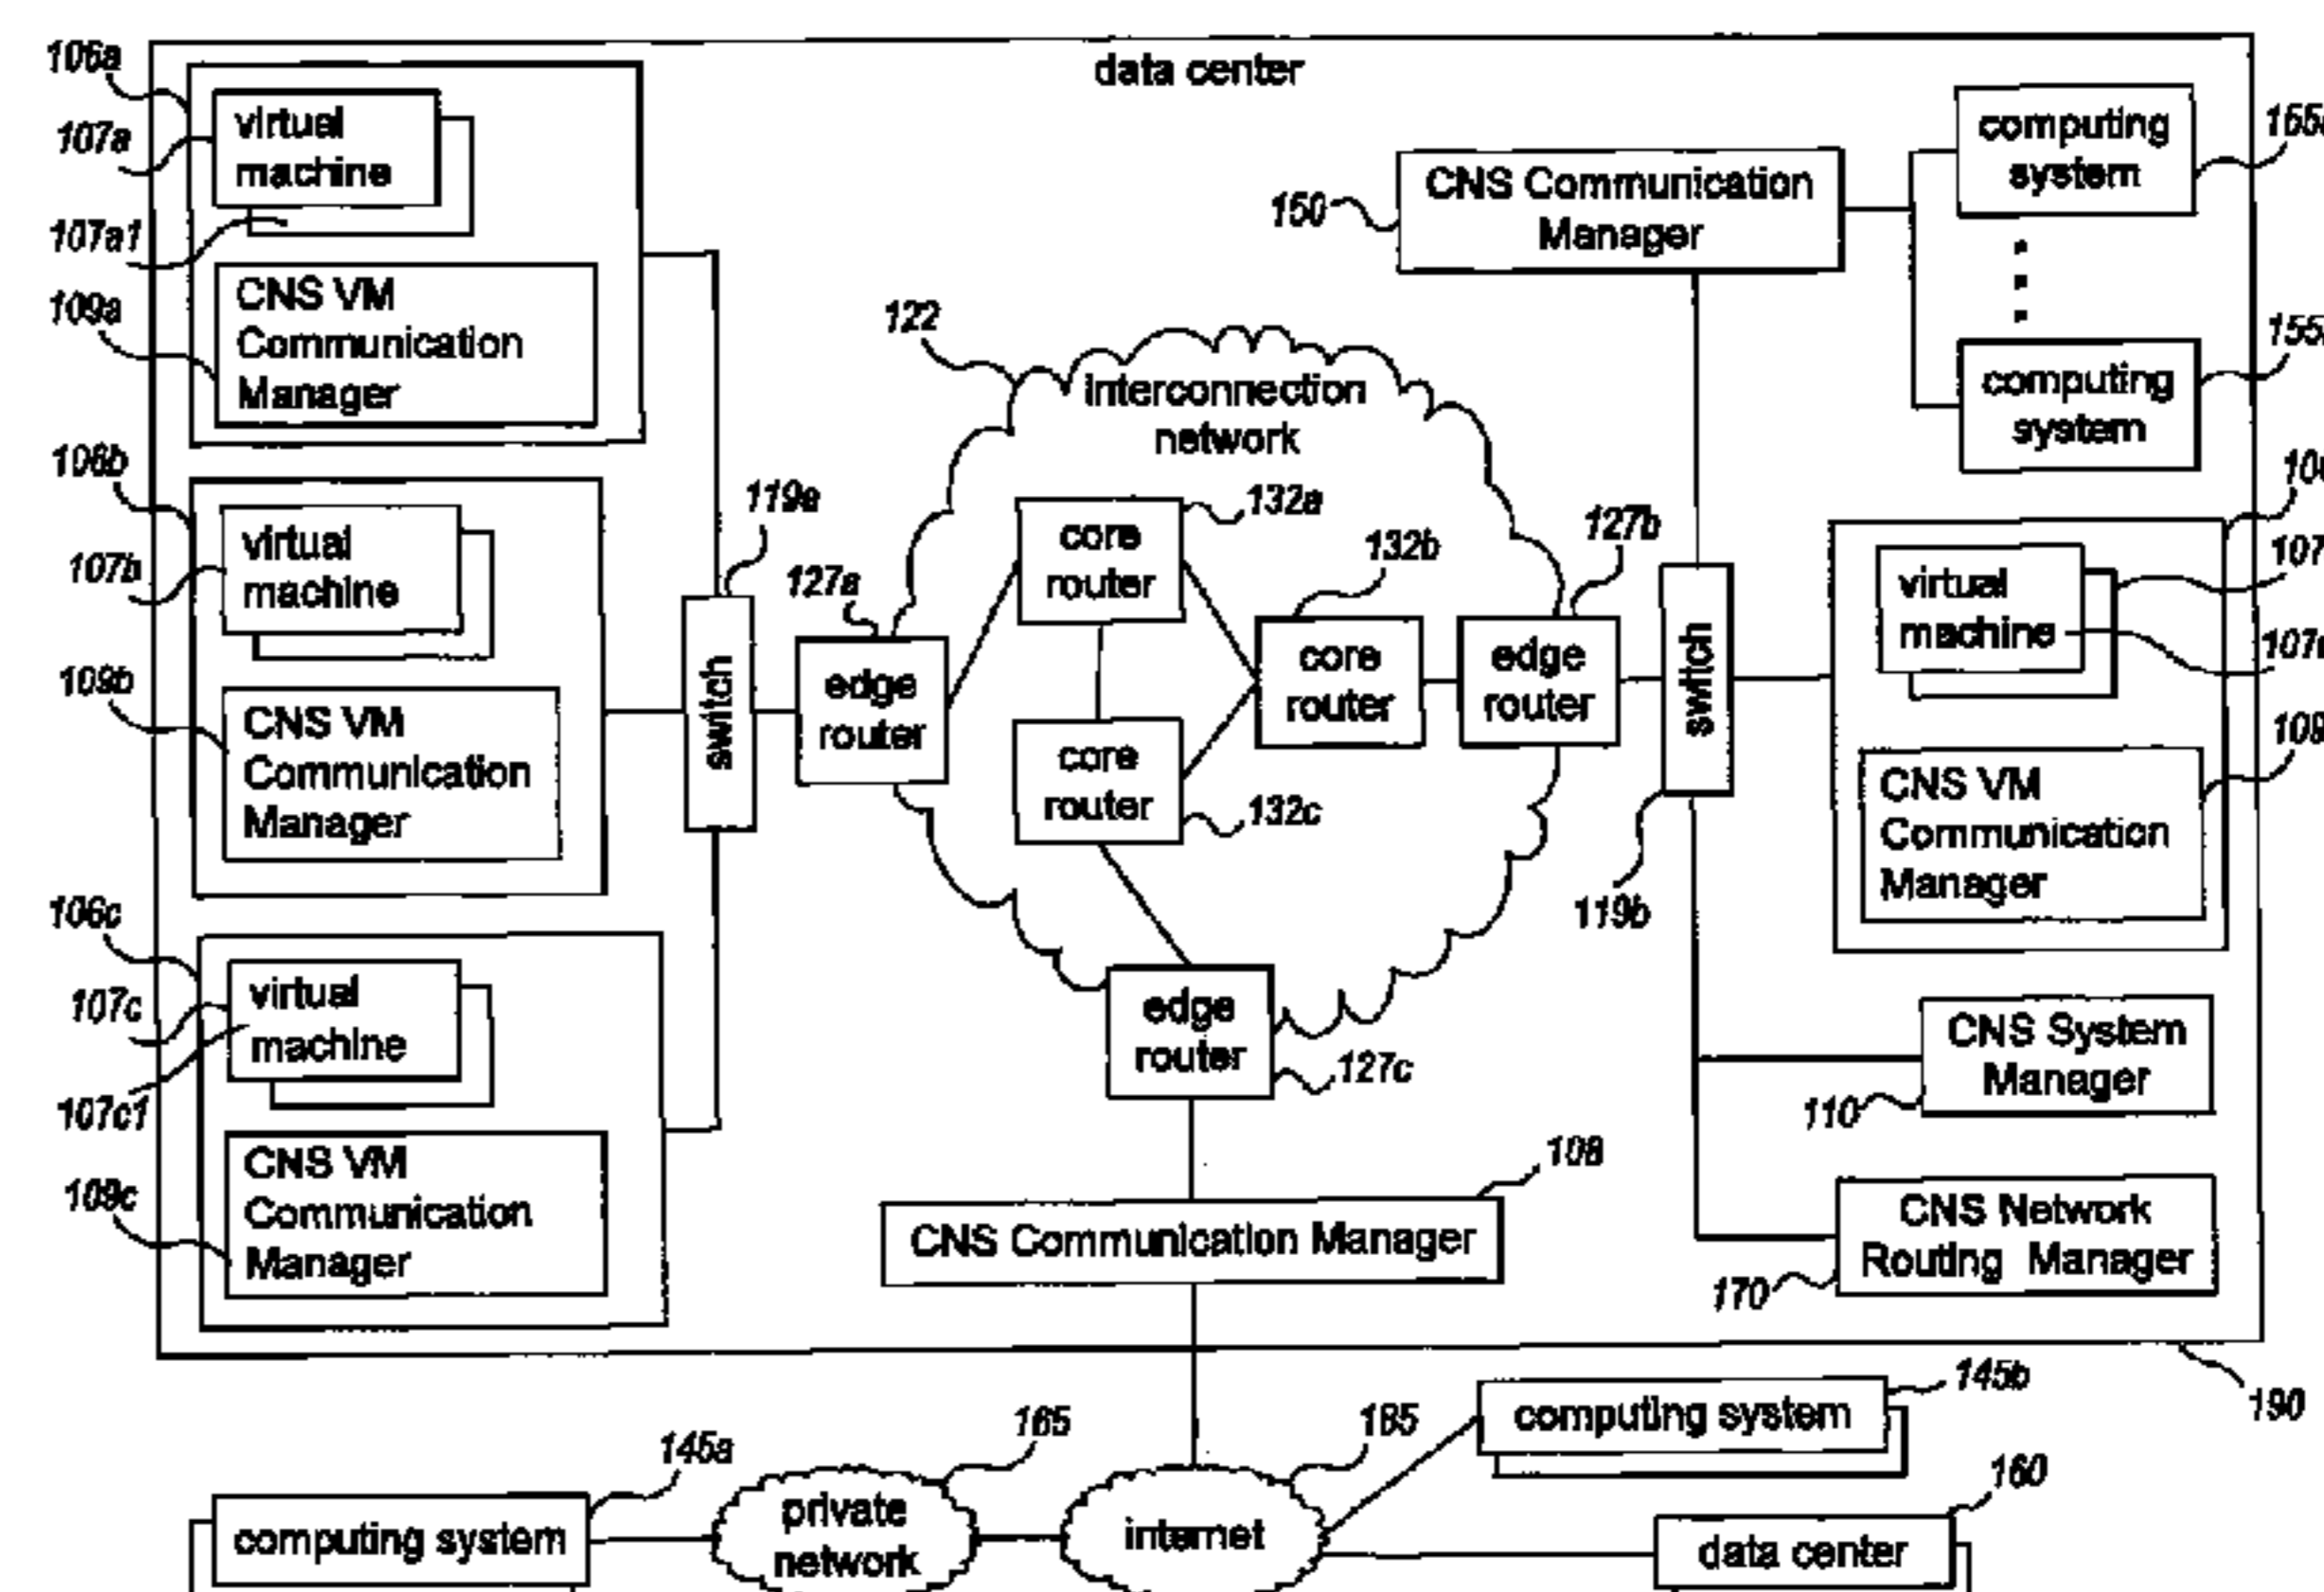 data center
106a
107a
107a1
109a
virtual
machine
CNS VM
Communication
Manager
106b
107b
109b
virtual
machine
CNS VM
Communication
Manager
106c
107c
107c1
109c
virtual
machine
CNS VM
Communication
Manager
119a
switch
127a
edge
router
122
interconnection
network
132a
core
router
132b
core
router
core
router
132c
127b
edge
router
edge
router
127c
switch
119b
150
CNS Communication
Manager
computing
system
computing
system
virtual
machine
CNS VM
Communication
Manager
CNS System
Manager
110
CNS Network
Routing Manager
170
108
CNS Communication Manager
190
145a
computing system
165
private
network
185
internet
145b
computing system
160
data center